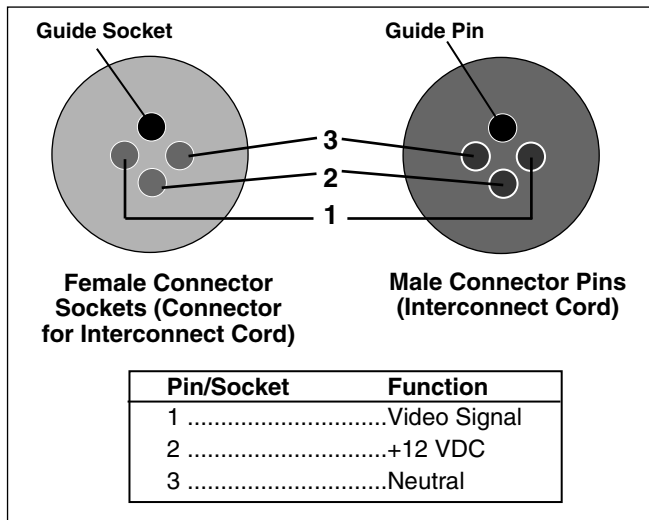 Guide Socket
Guide Pin
3
2
1
Female Connector
Sockets (Connector
for Interconnect Cord)
Male Connector Pins
(Interconnect Cord)
Pin/Socket Function
1 ..............................Video Signal
2 ..............................+12 VDC
3 ..............................Neutral